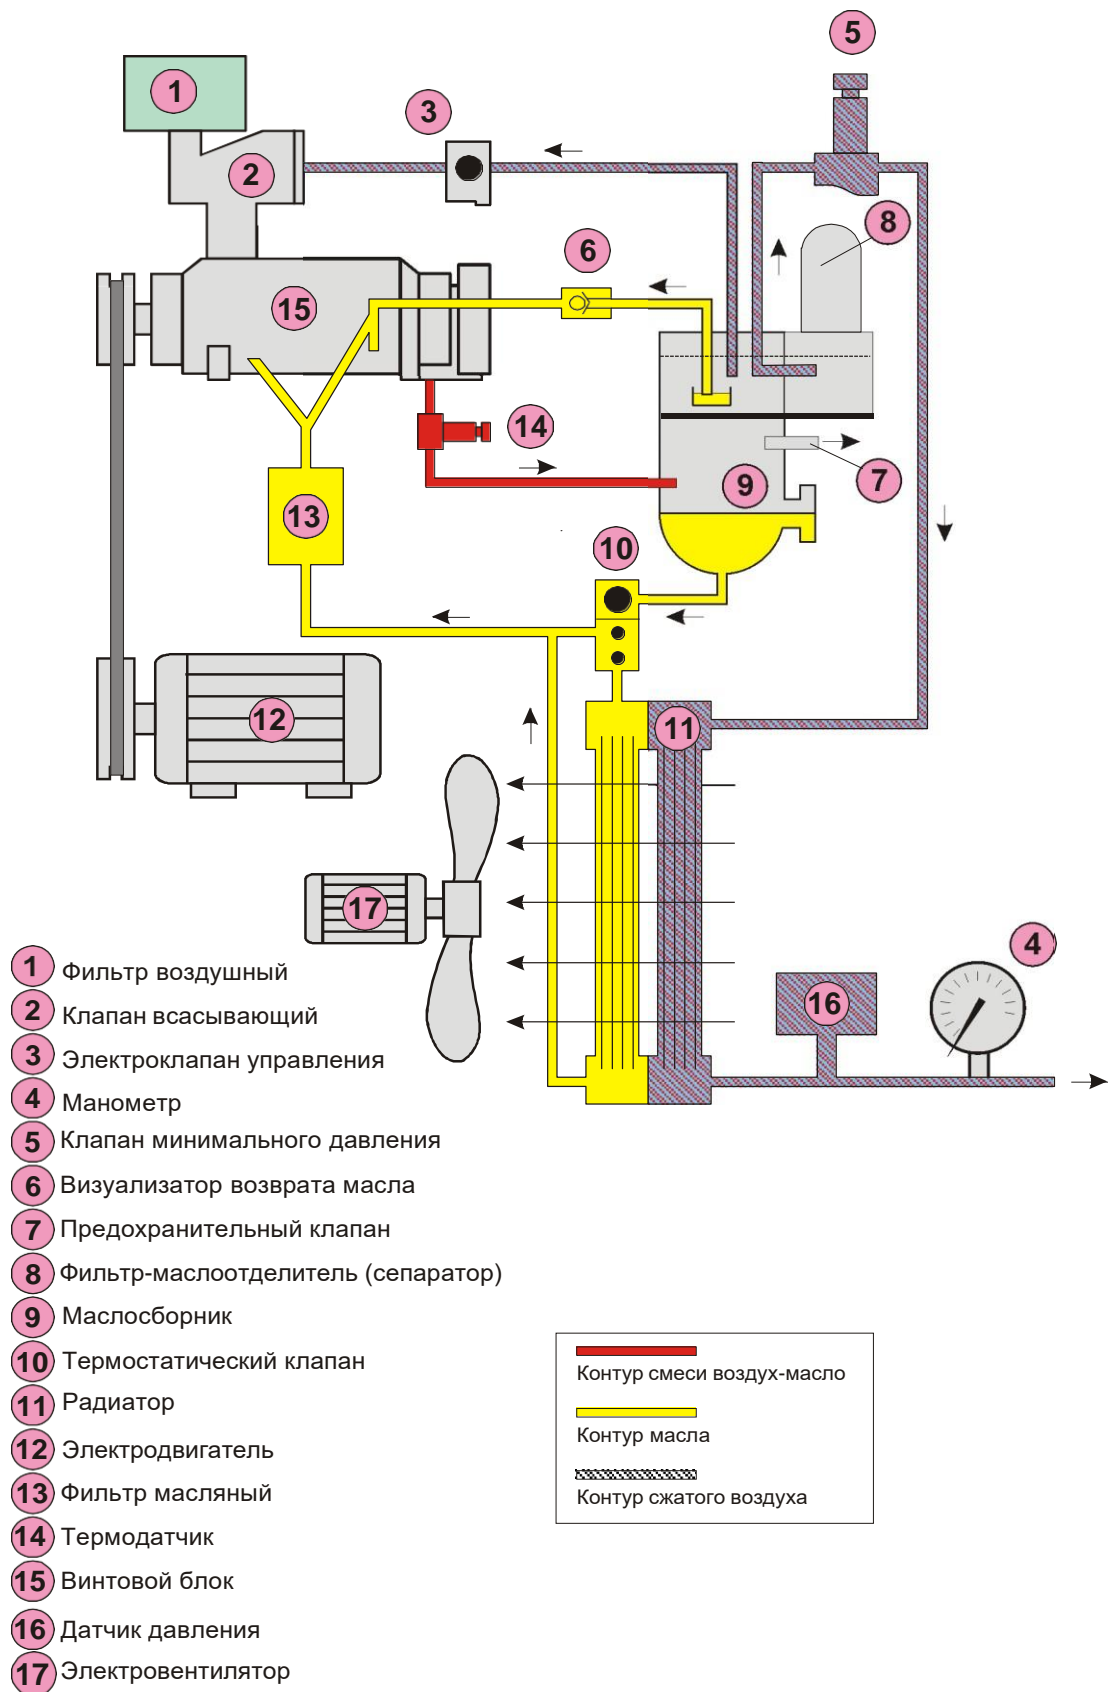 5
1
3
2
8
6
15
14
7
9
13
10
12
11
17
4
16
1 Фильтр воздушный
2 Клапан всасывающий
3 Электроклапан управления
4 Манометр
5 Клапан минимального давления
6 Визуализатор возврата масла
7 Предохранительный клапан
8 Фильтр-маслоотделитель (сепаратор)
9 Маслосборник
10 Термостатический клапан
11 Радиатор
12 Электродвигатель
13 Фильтр масляный
14 Термодатчик
15 Винтовой блок
16 Датчик давления
17 Электровентилятор
Контур смеси воздух-масло
Контур масла
Контур сжатого воздуха